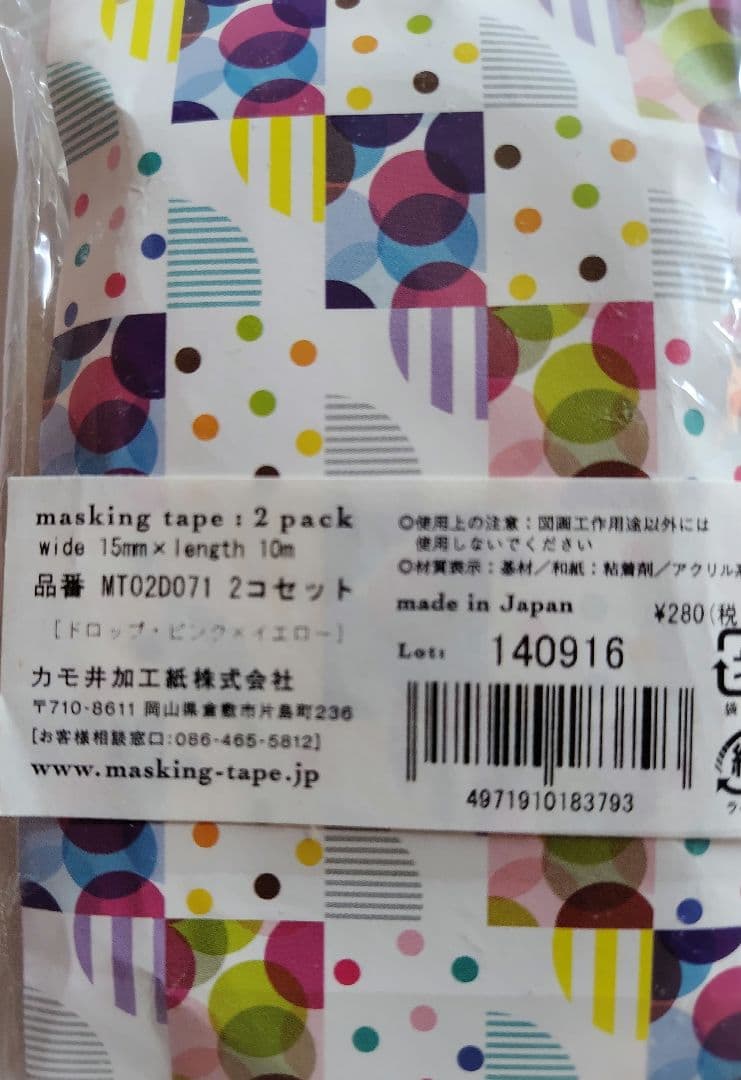 masking tape : 2 pack
wide 15mm×length 10m
品番 MT02D071 2コセット
[ドロップ・ピンク×イエロー]
カモ井加工紙株式会社
〒710-8611 岡山県倉敷市片島町236
[お客様相談窓口:086-465-5812]
www.masking-tape.jp
○使用上の注意:図画工作用途以外には
使用しないでください
○材質表示:基材/和紙:粘着剤/アクリル系
made in Japan
¥280(税
Lot: 140916
4971910183793
袋